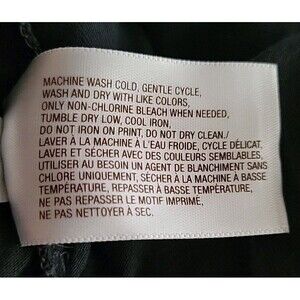 MACHINE WASH COLD, GENTLE CYCLE,
WASH AND DRY WITH LIKE COLORS,
ONLY NON-CHLORINE BLEACH WHEN NEEDED,
TUMBLE DRY LOW, COOL IRON,
DO NOT IRON ON PRINT, DO NOT DRY CLEAN./
LAVER À LA MACHINE À L'EAU FROIDE, CYCLE DÉLICAT,
LAVER ET SÉCHER AVEC DES COULEURS SEMBLABLES,
UTILISER AU BESOIN UN AGENT DE BLANCHIMENT SANS
CHLORE UNIQUEMENT, SÉCHER À LA MACHINE À BASSE
TEMPÉRATURE, REPASSER À BASSE TEMPÉRATURE,
NE PAS REPASSER LE MOTIF IMPRIMÉ,
NE PAS NETTOYER À SEC.